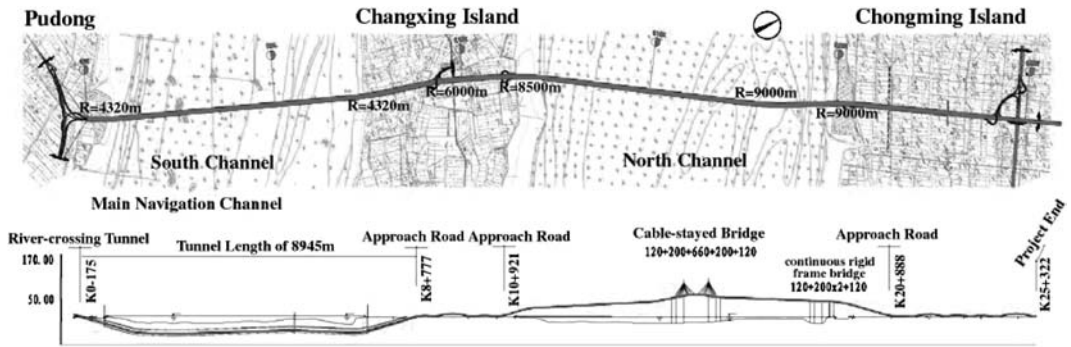 Pudong
Changxing Island
Chongming Island
R=4320m
R=4320m
R=6000m
R=8500m
R=9000m
R=9000m
South Channel
North Channel
Main Navigation Channel
River-crossing Tunnel
Tunnel Length of 8945m
Approach Road
Approach Road
Cable-stayed Bridge
120+200+660+200+120
continuous rigid
frame bridge
120+200x2+120
Approach Road
Project End
170.00
50.00
K0-175
K8+777
K10+921
K20+888
K25+322